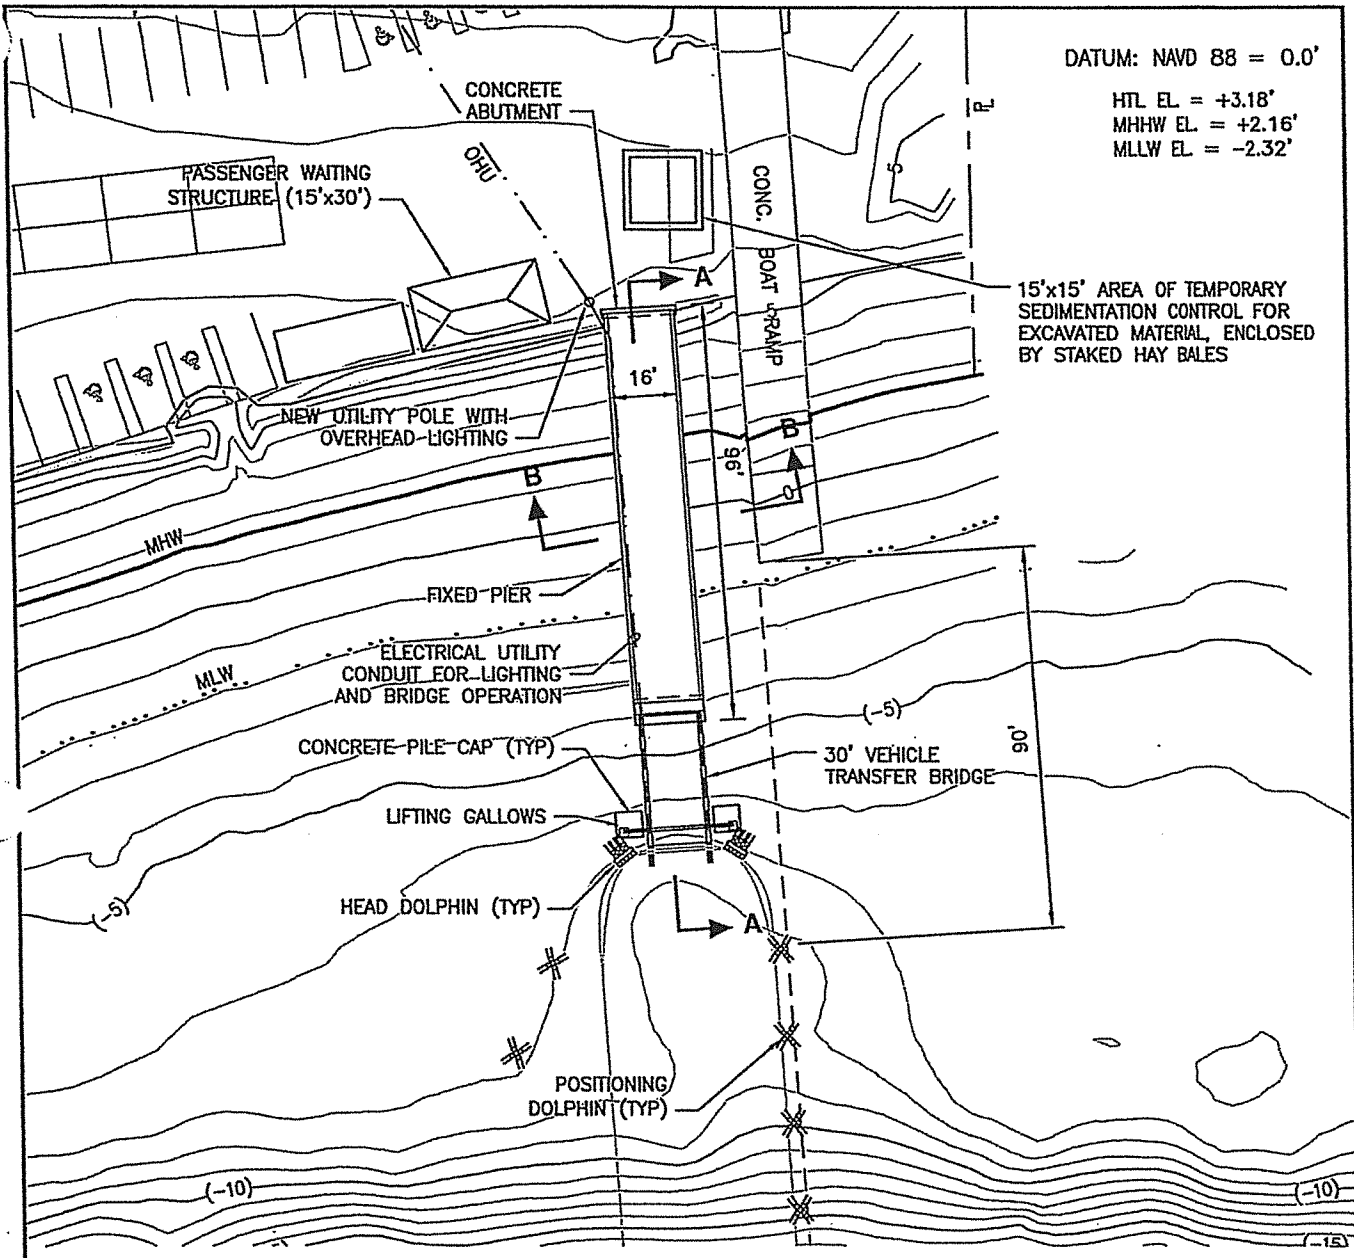 DATUM: NAVD 88 = 0.0'
HTL EL. = +3.18'
MHHW EL. = +2.16'
MLLW EL. = -2.32'
PL
CONCRETE
ABUTMENT
OHU
PASSENGER WAITING
STRUCTURE (15'x30')
CONC. BOAT RAMP
5
5
A
15'x15' AREA OF TEMPORARY
SEDIMENTATION CONTROL FOR
EXCAVATED MATERIAL, ENCLOSED
BY STAKED HAY BALES
16'
NEW UTILITY POLE WITH
OVERHEAD LIGHTING
96'
B
B
0
MHW
FIXED PIER
MLW
ELECTRICAL UTILITY
CONDUIT FOR LIGHTING
AND BRIDGE OPERATION
(-5)
90'
CONCRETE PILE CAP (TYP)
30' VEHICLE
TRANSFER BRIDGE
LIFTING GALLOWS
(-5)
HEAD DOLPHIN (TYP)
A
POSITIONING
DOLPHIN (TYP)
(-10)
(-10)
(-15)